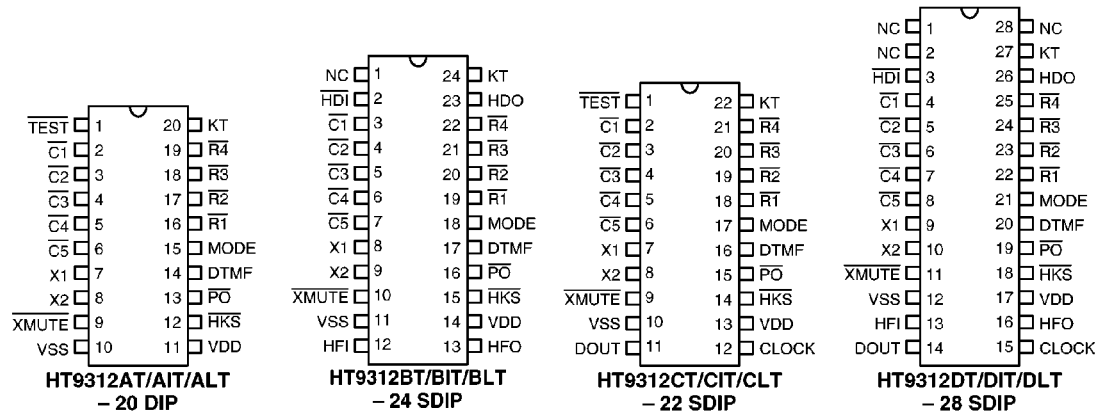 TEST 1 20 KT
C1 2 19 R4
C2 3 18 R3
C3 4 17 R2
C4 5 16 R1
C5 6 15 MODE
X1 7 14 DTMF
X2 8 13 PO
XMUTE 9 12 HKS
VSS 10 11 VDD
HT9312AT/AIT/ALT
– 20 DIP
NC 1 24 KT
HDI 2 23 HDO
C1 3 22 R4
C2 4 21 R3
C3 5 20 R2
C4 6 19 R1
C5 7 18 MODE
X1 8 17 DTMF
X2 9 16 PO
XMUTE 10 15 HKS
VSS 11 14 VDD
HFI 12 13 HFO
HT9312BT/BIT/BLT
– 24 SDIP
TEST 1 22 KT
C1 2 21 R4
C2 3 20 R3
C3 4 19 R2
C4 5 18 R1
C5 6 17 MODE
X1 7 16 DTMF
X2 8 15 PO
XMUTE 9 14 HKS
VSS 10 13 VDD
DOUT 11 12 CLOCK
HT9312CT/CIT/CLT
– 22 SDIP
NC 1 28 NC
NC 2 27 KT
HDI 3 26 HDO
C1 4 25 R4
C2 5 24 R3
C3 6 23 R2
C4 7 22 R1
C5 8 21 MODE
X1 9 20 DTMF
X2 10 19 PO
XMUTE 11 18 HKS
VSS 12 17 VDD
HFI 13 16 HFO
DOUT 14 15 CLOCK
HT9312DT/DIT/DLT
– 28 SDIP